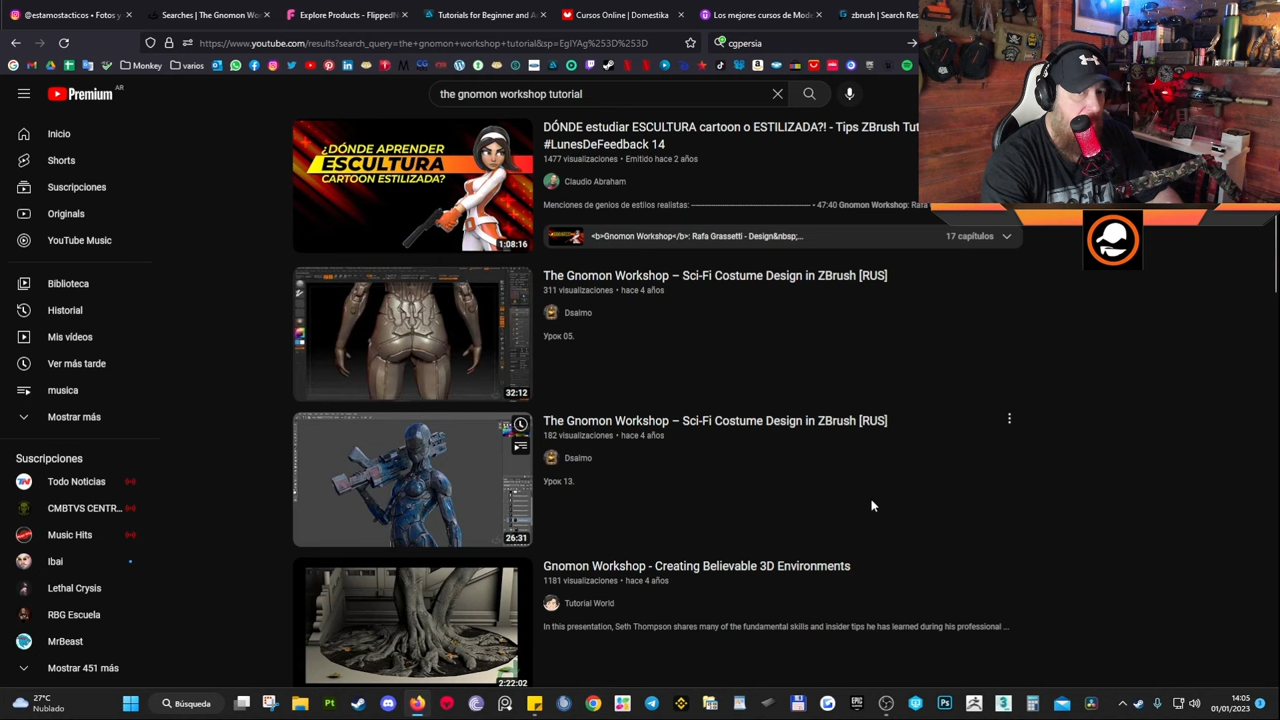 @estamostacticos • Fotos y
Searches | The Gnomon Wo
Explore Products - FlippedN
Tutorials for Beginner and A
Cursos Online | Domestika
Los mejores cursos de Mode
zbrush | Search Res
https://www.youtube.com/results?search_query=the+gnomon+workshop+tutorial&sp=EgIYAg%253D%253D
cgpersia
Monkey
varios
Premium
AR
the gnomon workshop tutorial
Inicio
Shorts
Suscripciones
Originals
YouTube Music
Biblioteca
Historial
Mis vídeos
Ver más tarde
musica
Mostrar más
Suscripciones
Todo Noticias
CMBTVS CENTR...
Music Hits
Ibai
Lethal Crysis
RBG Escuela
MrBeast
Mostrar 451 más
¿DÓNDE APRENDER
ESCULTURA
CARTOON ESTILIZADA?
1:08:16
DÓNDE estudiar ESCULTURA cartoon o ESTILIZADA?! - Tips ZBrush Tut
#LunesDeFeedback 14
1477 visualizaciones • Emitido hace 2 años
Claudio Abraham
Menciones de genios de estilos realistas: • 47:40 Gnomon Workshop: Rafa
<b>Gnomon Workshop</b>: Rafa Grassetti - Design&nbsp;...
17 capítulos
32:12
The Gnomon Workshop – Sci-Fi Costume Design in ZBrush [RUS]
311 visualizaciones • hace 4 años
Dsalmo
Урок 05.
26:31
The Gnomon Workshop – Sci-Fi Costume Design in ZBrush [RUS]
182 visualizaciones • hace 4 años
Dsalmo
Урок 13.
2:22:02
Gnomon Workshop - Creating Believable 3D Environments
1181 visualizaciones • hace 4 años
Tutorial World
In this presentation, Seth Thompson shares many of the fundamental skills and insider tips he has learned during his professional ...
27°C
Nublado
Búsqueda
14:05
01/01/2023